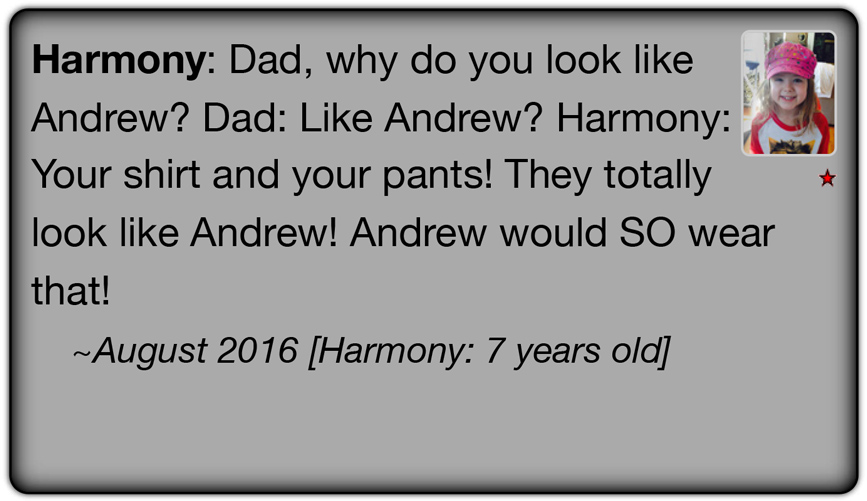 Harmony: Dad, why do you look like
Andrew? Dad: Like Andrew? Harmony:
Your shirt and your pants! They totally
look like Andrew! Andrew would SO wear
that!
~August 2016 [Harmony: 7 years old]